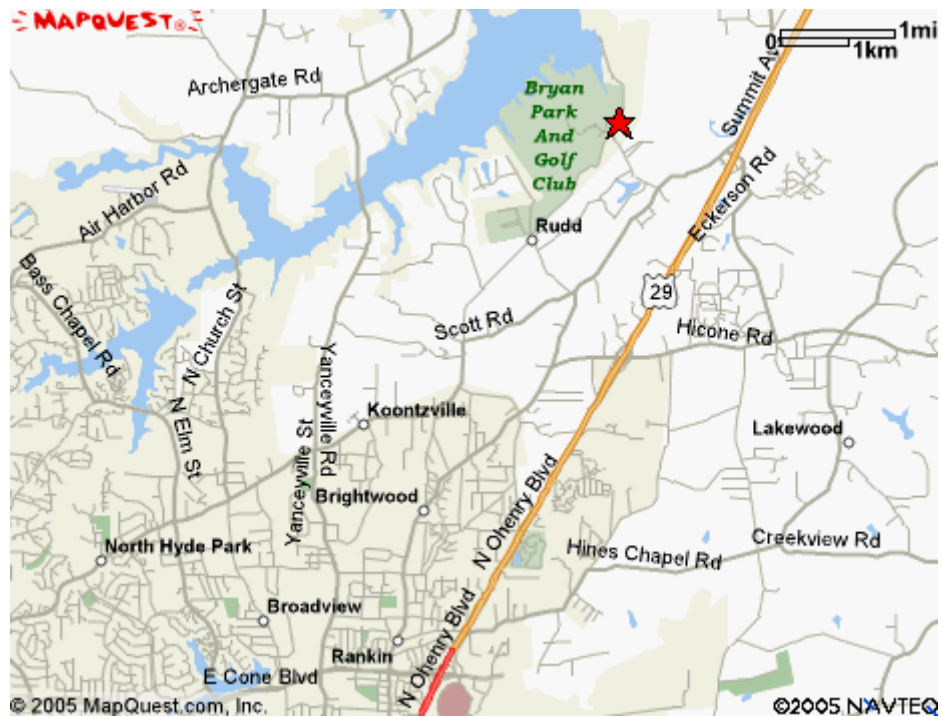 MAPQUEST®
0 1mi
1km
Archergate Rd
Bryan
Park
And
Golf
Club
Summit Av
Air Harbor Rd
Eckerson Rd
Rudd
Bass Chapel Rd
29
N Church St
Scott Rd
Hicone Rd
Yanceyville Rd
Koontzville
N Elm St
Lakewood
Yanceyville St
Brightwood
N Ohenry Blvd
North Hyde Park
Hines Chapel Rd
Creekview Rd
Broadview
Rankin
N Ohenry Blvd
E Cone Blvd
© 2005 MapQuest.com, Inc.
©2005 NAVTEQ